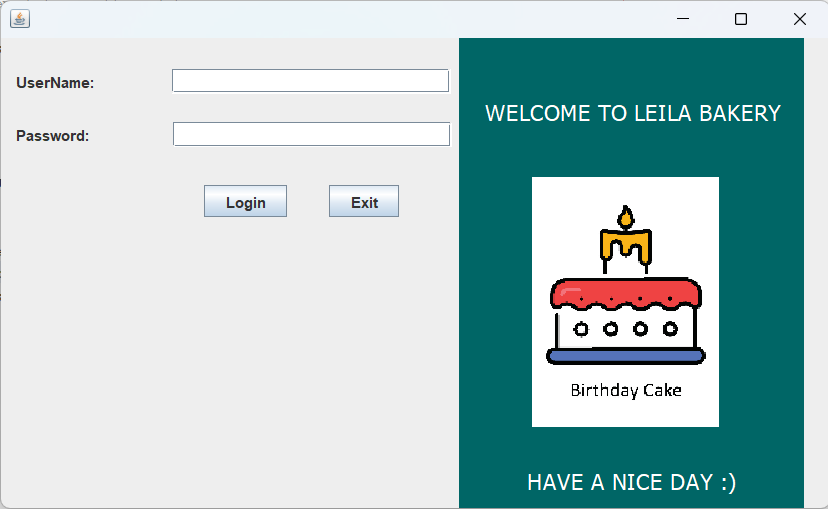 UserName:
Password:
Login
Exit
WELCOME TO LEILA BAKERY
Birthday Cake
HAVE A NICE DAY :)